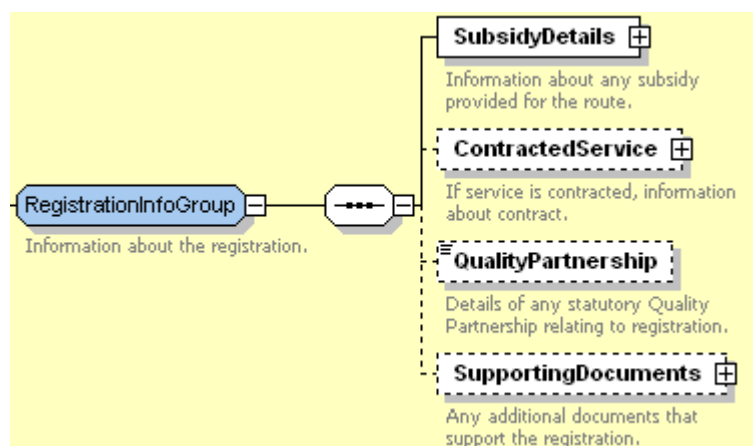 SubsidyDetails
Information about any subsidy
provided for the route.
ContractedService
If service is contracted, information
about contract.
RegistrationInfoGroup
Information about the registration.
QualityPartnership
Details of any statutory Quality
Partnership relating to registration.
SupportingDocuments
Any additional documents that
support the registration.